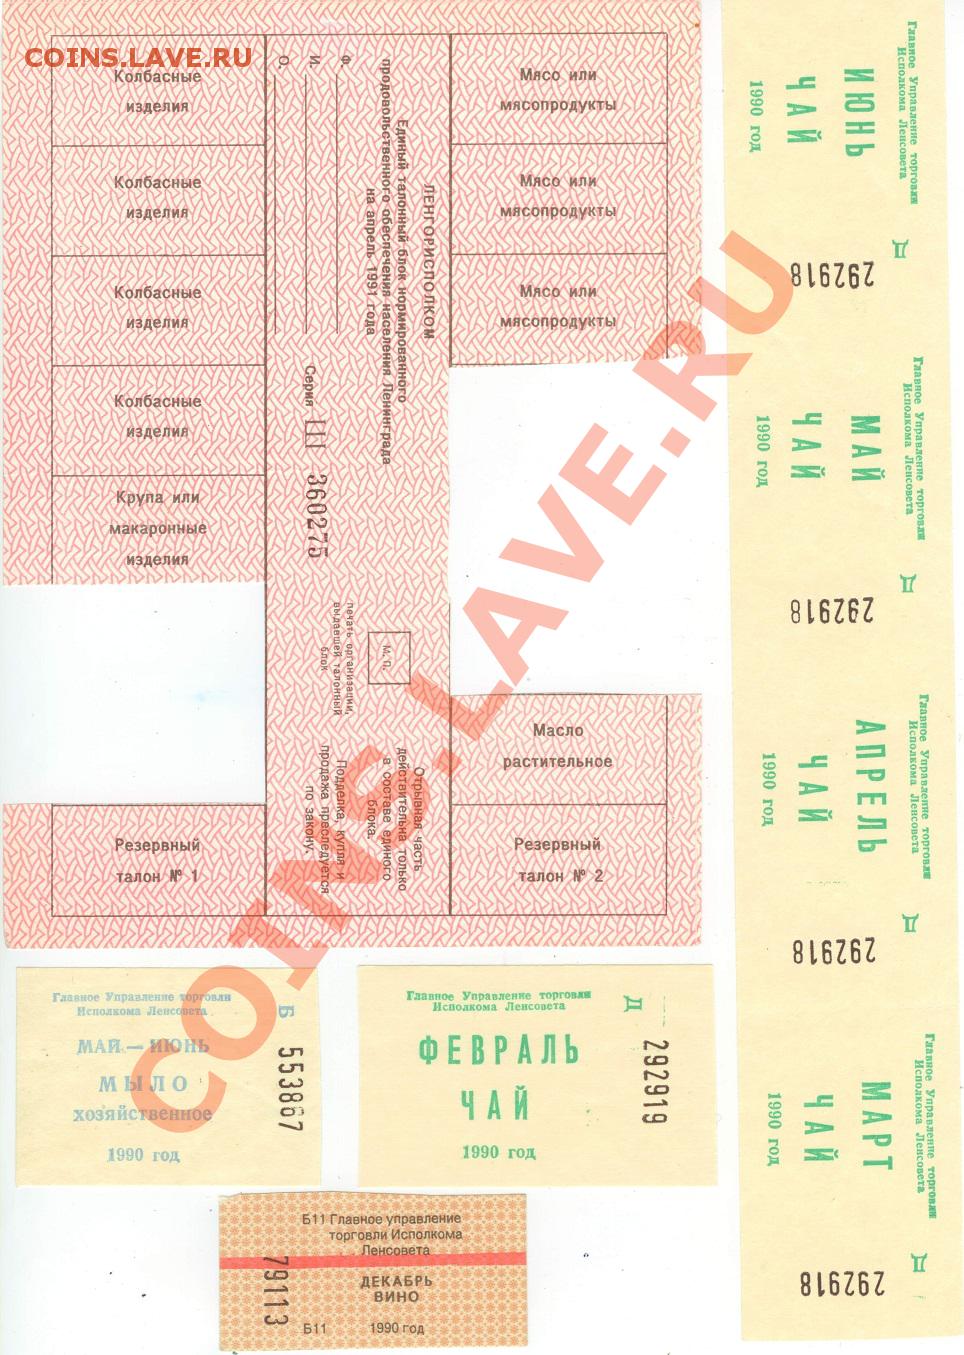 COINS.LAVE.RU
Колбасные
изделия
Колбасные
изделия
Колбасные
изделия
Колбасные
изделия
Крупа или
макаронные
изделия
Резервный
талон № 1
ЛЕНГОРИСПОЛКОМ
Единый талонный блок нормированного
продовольственного обеспечения населения Ленинграда
на апрель 1991 года
Ф.
И.
О.
Серия III 360275
М. П.
печать организации,
выдавшей талонный
блок
Отрывная часть
действительна только
в составе единого
блока.
Подделка, купля и
продажа преследуется
по закону.
Мясо или
мясопродукты
Мясо или
мясопродукты
Мясо или
мясопродукты
Масло
растительное
Резервный
талон № 2
Главное Управление торговли
Исполкома Ленсовета
ИЮНЬ
ЧАЙ
1990 год
Д
292918
Главное Управление торговли
Исполкома Ленсовета
МАЙ
ЧАЙ
1990 год
Д
292918
Главное Управление торговли
Исполкома Ленсовета
АПРЕЛЬ
ЧАЙ
1990 год
Д
292918
Главное Управление торговли
Исполкома Ленсовета
МАРТ
ЧАЙ
1990 год
Д
292918
Главное Управление торговли
Исполкома Ленсовета
МАЙ — ИЮНЬ
МЫЛО
хозяйственное
1990 год
Б
553867
Главное Управление торговли
Исполкома Ленсовета
ФЕВРАЛЬ
ЧАЙ
1990 год
Д
292919
Б11 Главное управление
торговли Исполкома
Ленсовета
ДЕКАБРЬ
ВИНО
Б11 1990 год
79113
COINS.LAVE.RU